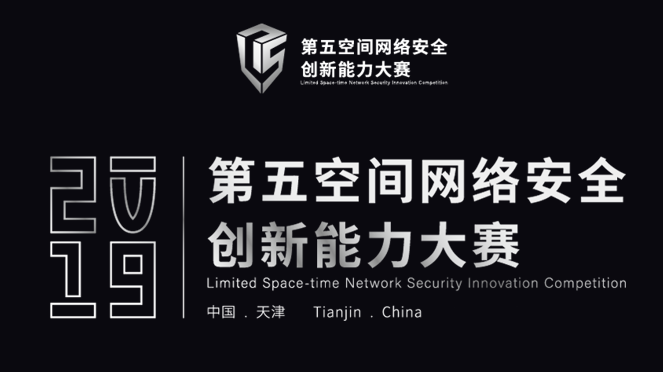 第五空间网络安全
创新能力大赛
Limited Space-time Network Security Innovation Competition
2019
第五空间网络安全
创新能力大赛
Limited Space-time Network Security Innovation Competition
中国 . 天津 Tianjin . China